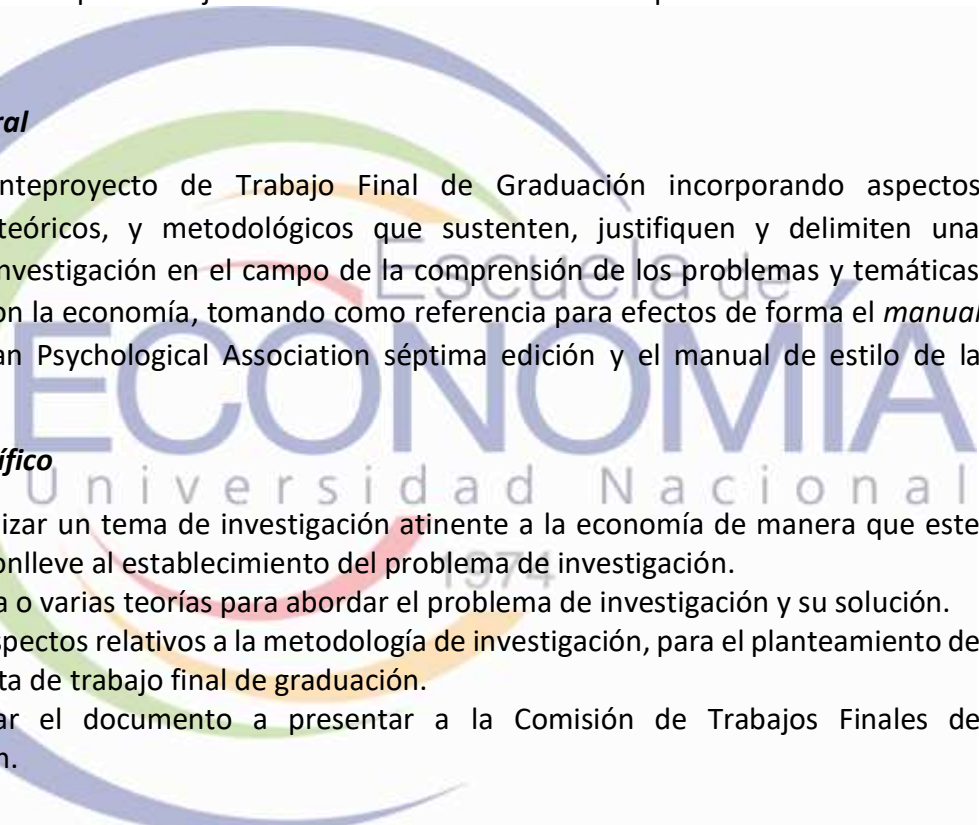 ral
nteproyecto de Trabajo Final de Graduación incorporando aspectos
teóricos, y metodológicos que sustenten, justifiquen y delimiten una
nvestigación en el campo de la comprensión de los problemas y temáticas
on la economía, tomando como referencia para efectos de forma el manual
an Psychological Association séptima edición y el manual de estilo de la
Escuela de
ECONOMÍA
Universidad Nacional
1974
ífico
izar un tema de investigación atinente a la economía de manera que este
onlleve al establecimiento del problema de investigación.
a o varias teorías para abordar el problema de investigación y su solución.
spectos relativos a la metodología de investigación, para el planteamiento de
ta de trabajo final de graduación.
ar el documento a presentar a la Comisión de Trabajos Finales de
n.